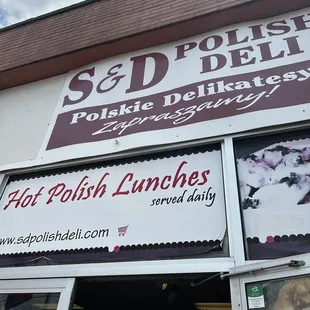 S&D POLISH
DELI
Polskie Delikatesy
Zapraszamy!
Hot Polish Lunches
served daily
www.sdpolishdeli.com